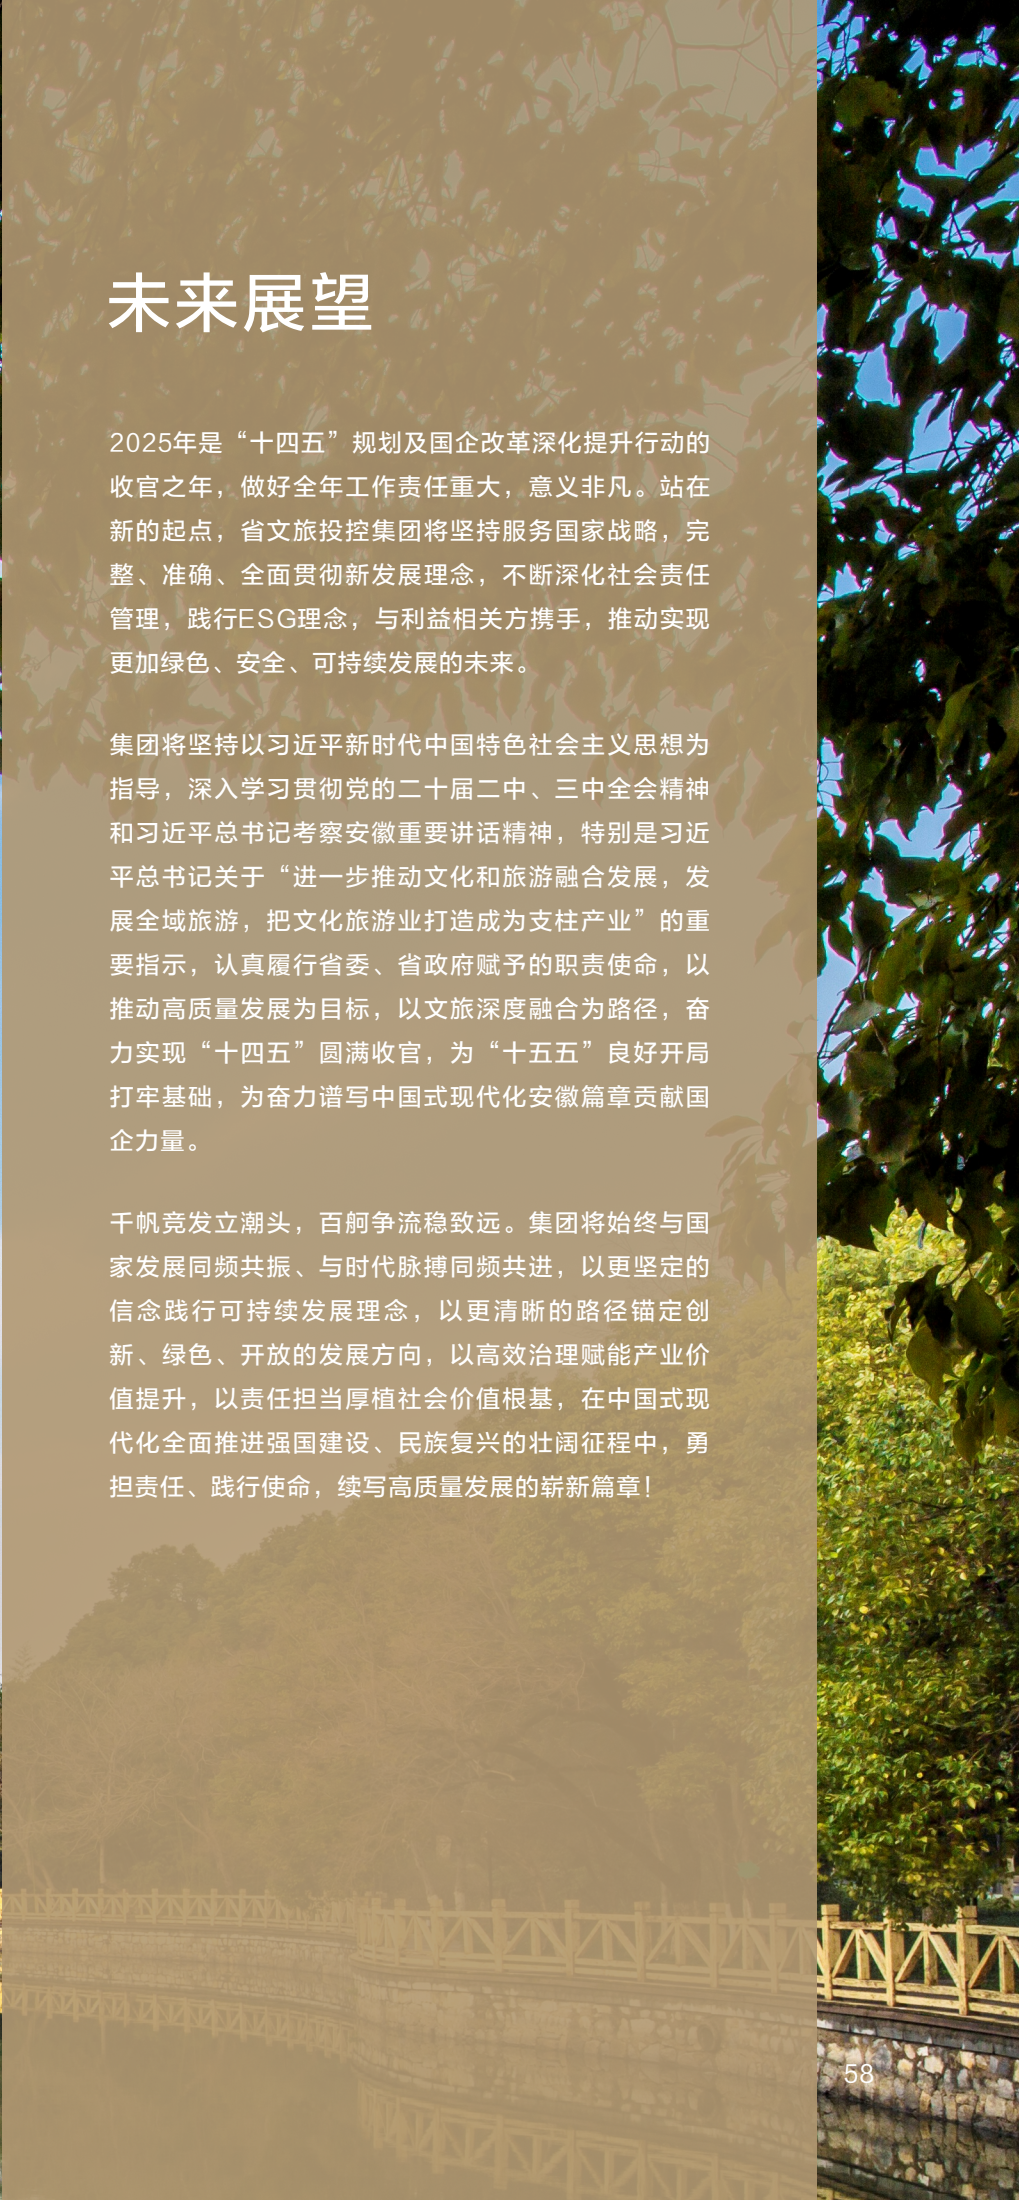 未来展望
2025年是“十四五”规划及国企改革深化提升行动的
收官之年，做好全年工作责任重大，意义非凡。站在
新的起点，省文旅投控集团将坚持服务国家战略，完
整、准确、全面贯彻新发展理念，不断深化社会责任
管理，践行ESG理念，与利益相关方携手，推动实现
更加绿色、安全、可持续发展的未来。
集团将坚持以习近平新时代中国特色社会主义思想为
指导，深入学习贯彻党的二十届二中、三中全会精神
和习近平总书记考察安徽重要讲话精神，特别是习近
平总书记关于“进一步推动文化和旅游融合发展，发
展全域旅游，把文化旅游业打造成为支柱产业”的重
要指示，认真履行省委、省政府赋予的职责使命，以
推动高质量发展为目标，以文旅深度融合为路径，奋
力实现“十四五”圆满收官，为“十五五”良好开局
打牢基础，为奋力谱写中国式现代化安徽篇章贡献国
企力量。
千帆竞发立潮头，百舸争流稳致远。集团将始终与国
家发展同频共振、与时代脉搏同频共进，以更坚定的
信念践行可持续发展理念，以更清晰的路径锚定创
新、绿色、开放的发展方向，以高效治理赋能产业价
值提升，以责任担当厚植社会价值根基，在中国式现
代化全面推进强国建设、民族复兴的壮阔征程中，勇
担责任、践行使命，续写高质量发展的崭新篇章！
58